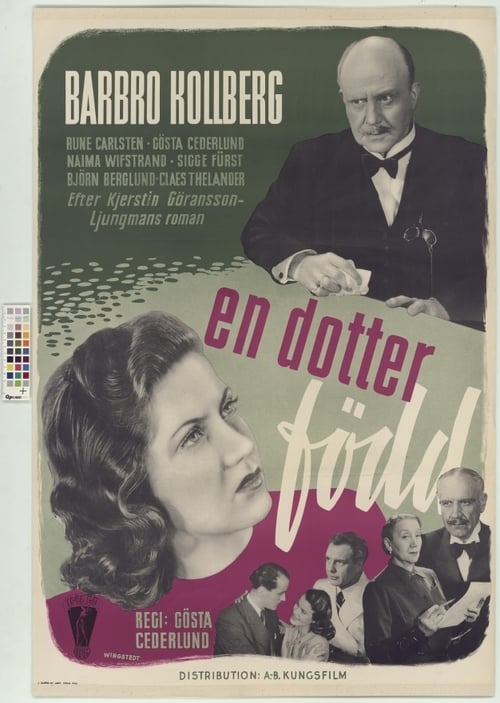 BARBRO KOLLBERG
RUNE CARLSTEN · GÖSTA CEDERLUND
NAIMA WIFSTRAND · SIGGE FÜRST
BJÖRN BERGLUND · CLAES THELANDER
Efter Kjerstin Göransson-
Ljungmans roman
en dotter
född
REGI: GÖSTA
CEDERLUND
WINGSTEDT
DISTRIBUTION: A.-B. KUNGSFILM